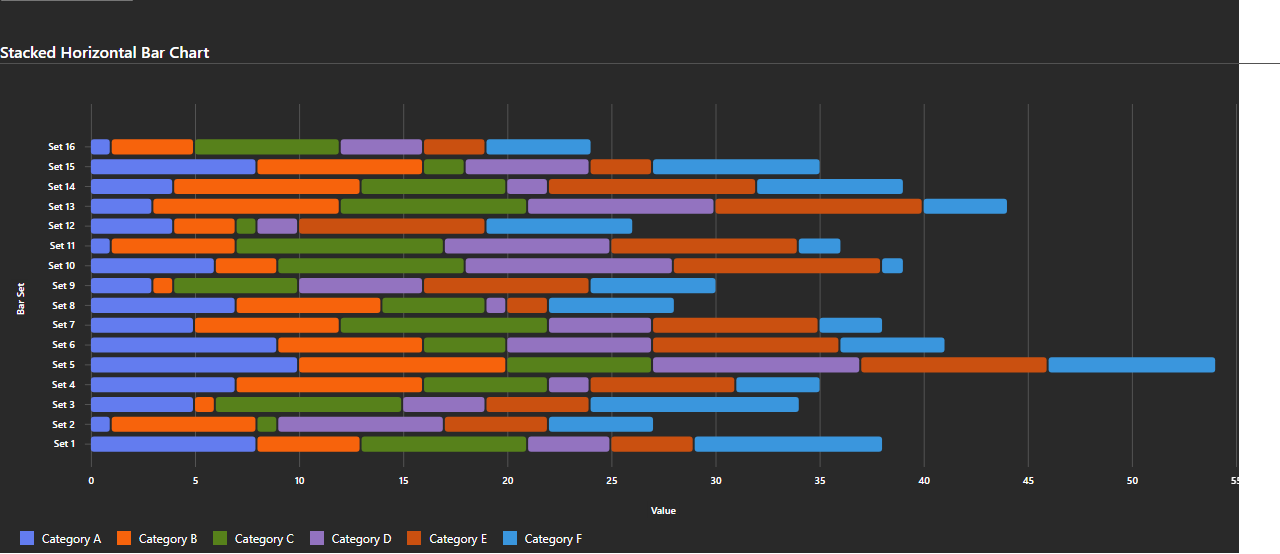 Stacked Horizontal Bar Chart
Set 16
Set 15
Set 14
Set 13
Set 12
Set 11
Set 10
Set 9
Set 8
Set 7
Set 6
Set 5
Set 4
Set 3
Set 2
Set 1
Bar Set
0 5 10 15 20 25 30 35 40 45 50 55
Value
Category A Category B Category C Category D Category E Category F